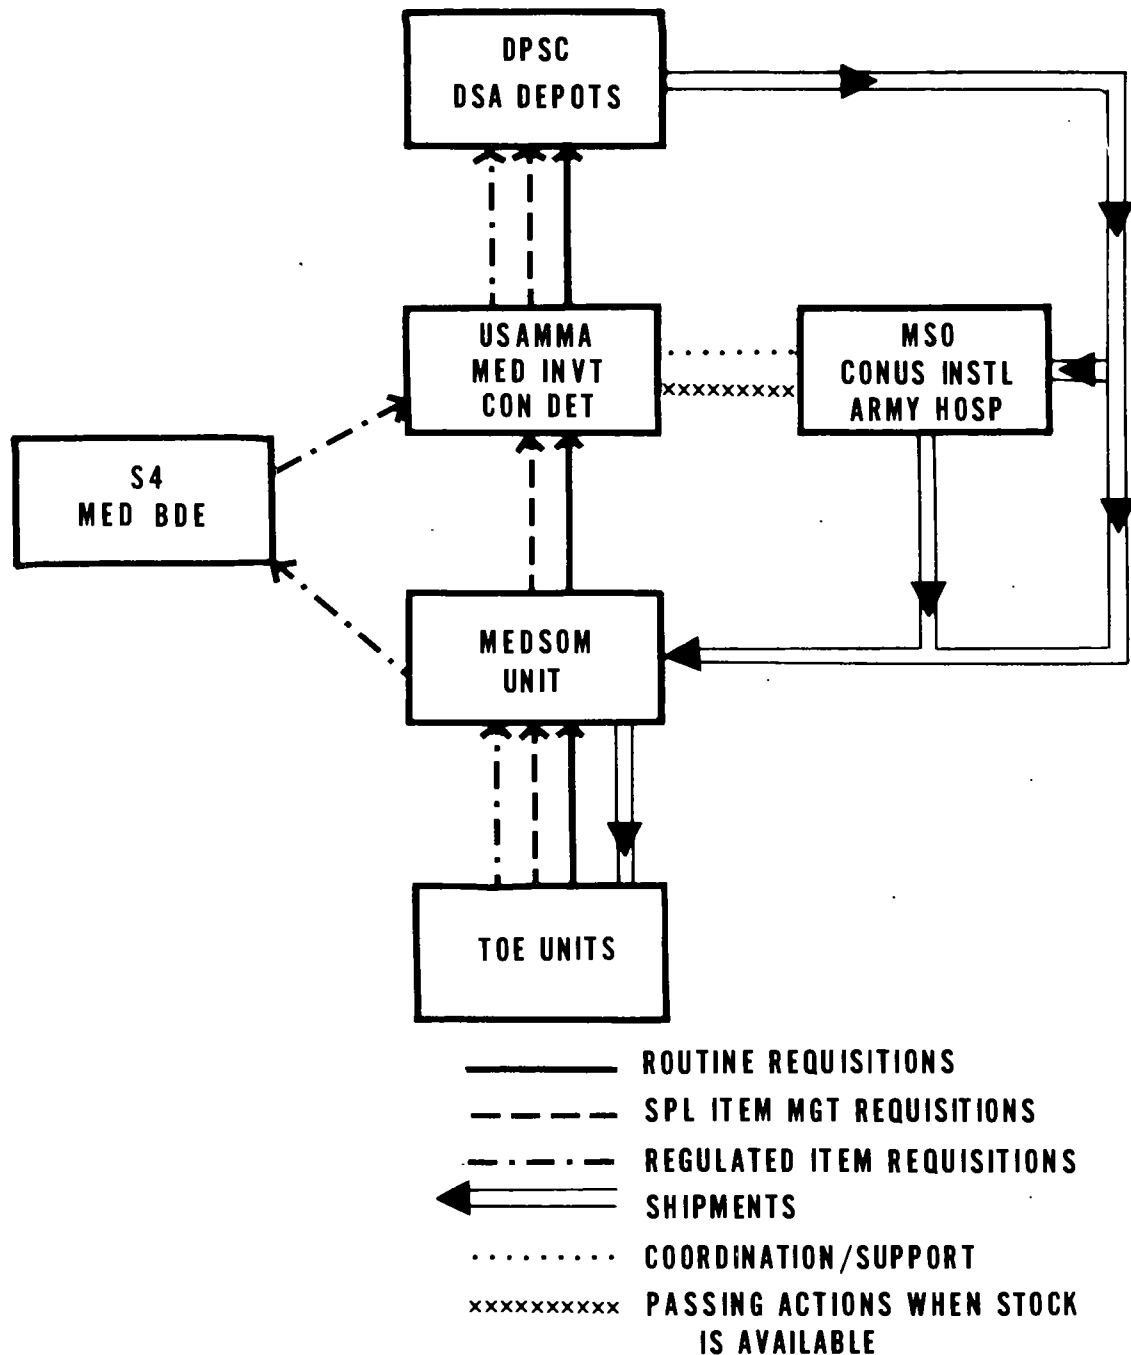 DPSC
DSA DEPOTS
USAMMA
MED INVT
CON DET
MSO
CONUS INSTL
ARMY HOSP
S4
MED BDE
MEDSOM
UNIT
TOE UNITS
ROUTINE REQUISITIONS
SPL ITEM MGT REQUISITIONS
REGULATED ITEM REQUISITIONS
SHIPMENTS
COORDINATION/SUPPORT
PASSING ACTIONS WHEN STOCK
IS AVAILABLE